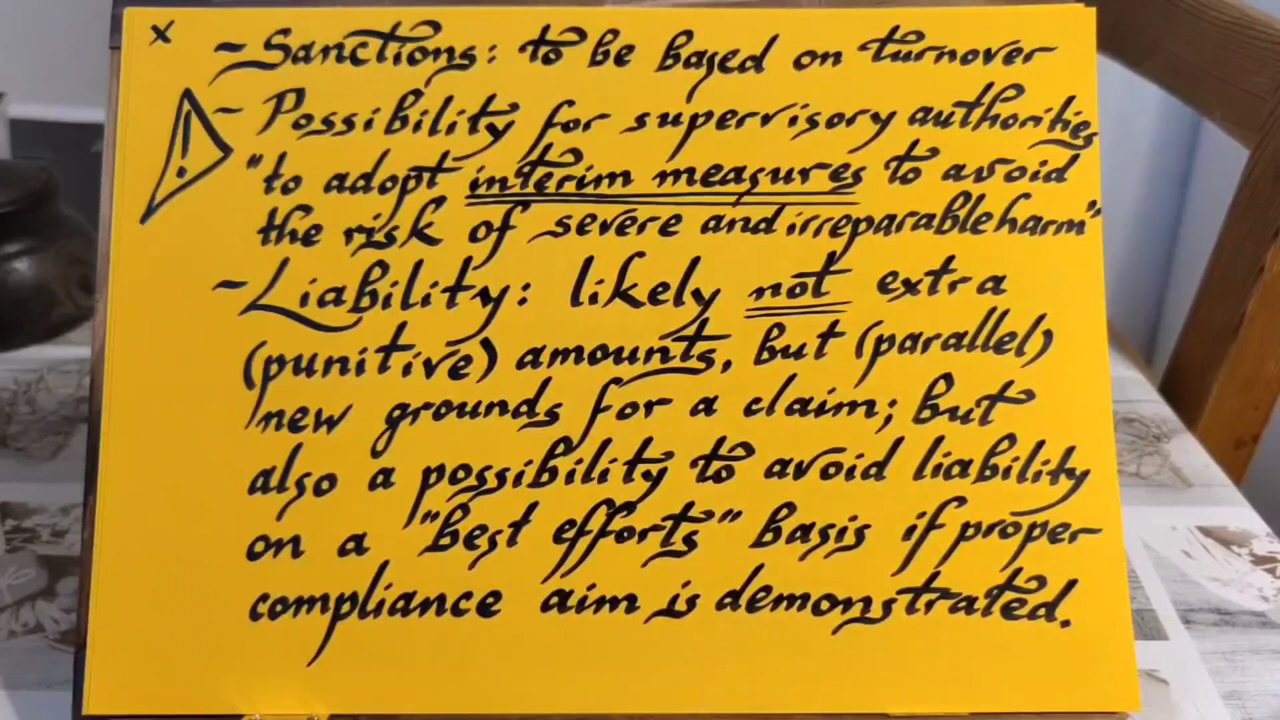 x ~ Sanctions: to be based on turnover
! ~ Possibility for supervisory authorities
"to adopt interim measures to avoid
the risk of severe and irreparable harm"
~ Liability: likely not extra
(punitive) amounts, but (parallel)
new grounds for a claim; but
also a possibility to avoid liability
on a "best efforts" basis if proper
compliance aim is demonstrated.